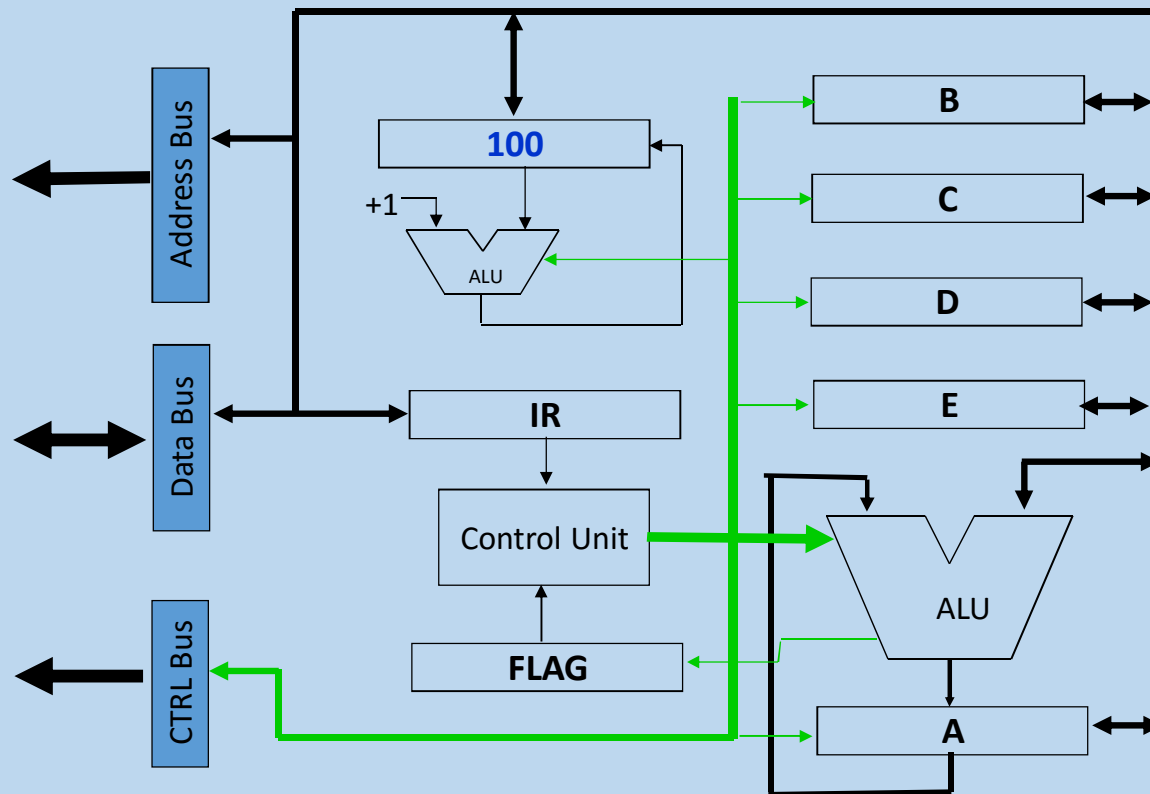 Address Bus
Data Bus
CTRL Bus
100
+1
ALU
IR
Control Unit
FLAG
B
C
D
E
ALU
A